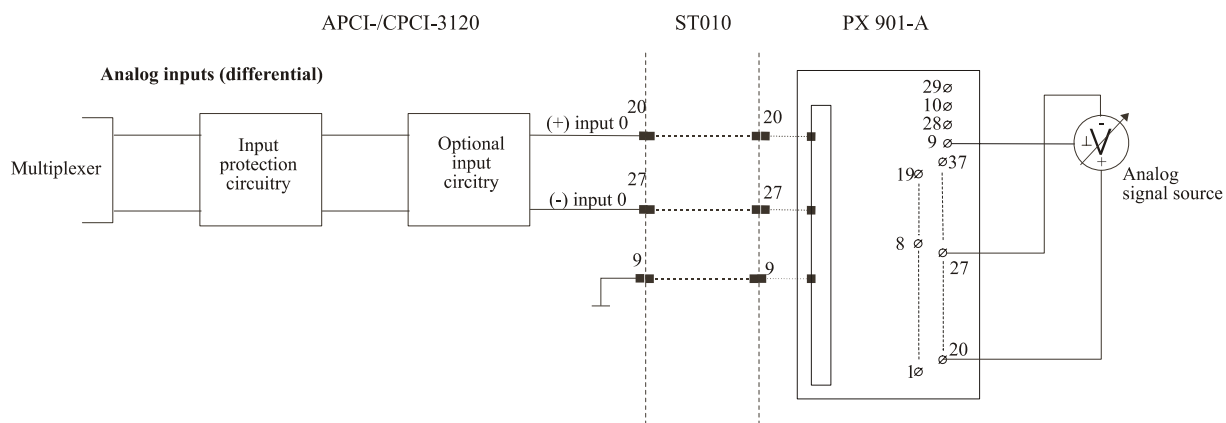 APCI-/CPCI-3120
ST010
PX 901-A
Analog inputs (differential)
Multiplexer
Input
protection
circuitry
Optional
input
circitry
(+) input 0
20
20
(-) input 0
27
27
9
9
29
10
28
9
37
19
8
27
20
1
-
V
+
⊥
Analog
signal source